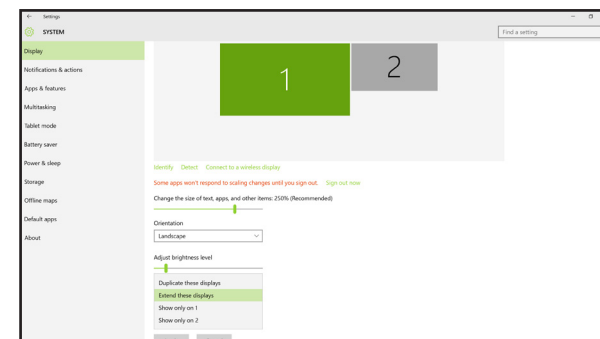 Settings
SYSTEM
Find a setting
Display
Notifications & actions
Apps & features
Multitasking
Tablet mode
Battery saver
Power & sleep
Storage
Offline maps
Default apps
About
1
2
Identify Detect Connect to a wireless display
Some apps won't respond to scaling changes until you sign out. Sign out now
Change the size of text, apps, and other items: 250% (Recommended)
Orientation
Landscape
Adjust brightness level
Duplicate these displays
Extend these displays
Show only on 1
Show only on 2